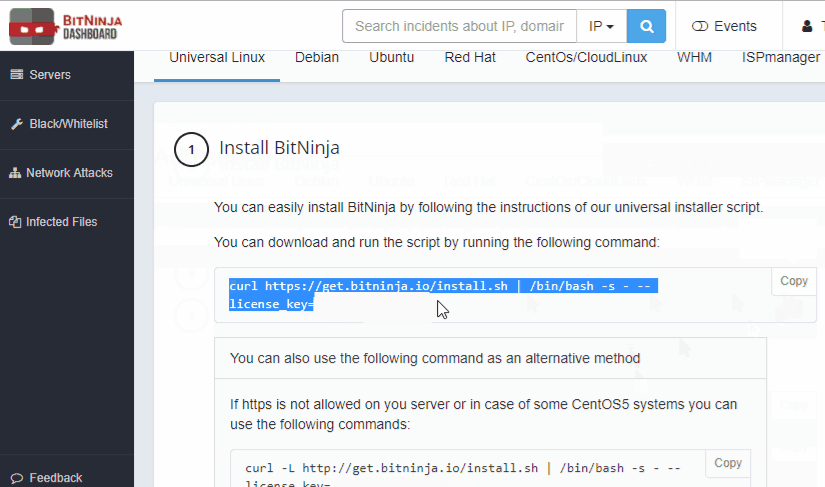 BITNINJA
DASHBOARD
Search incidents about IP, domain
IP
Events
Servers
Black/Whitelist
Network Attacks
Infected Files
Feedback
Universal Linux Debian Ubuntu Red Hat CentOs/CloudLinux WHM ISPmanager
1 Install BitNinja
You can easily install BitNinja by following the instructions of our universal installer script.
You can download and run the script by running the following command:
curl https://get.bitninja.io/install.sh | /bin/bash -s - --
license_key=
Copy
You can also use the following command as an alternative method
If https is not allowed on you server or in case of some CentOS5 systems you can
use the following commands:
curl -L http://get.bitninja.io/install.sh | /bin/bash -s - --
license_key=
Copy